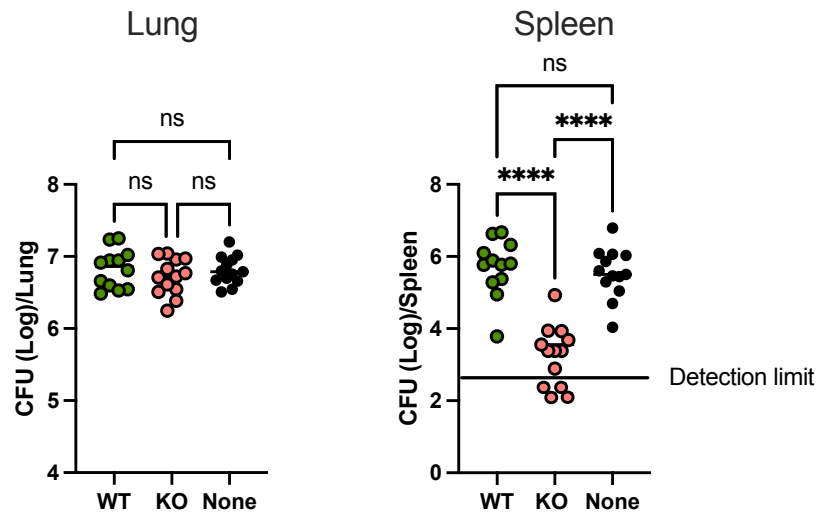 Lung
ns
ns ns
CFU (Log)/Lung
8
7
6
5
4
WT KO None
Spleen
ns
****
****
CFU (Log)/Spleen
8
6
4
2
0
Detection limit
WT KO None